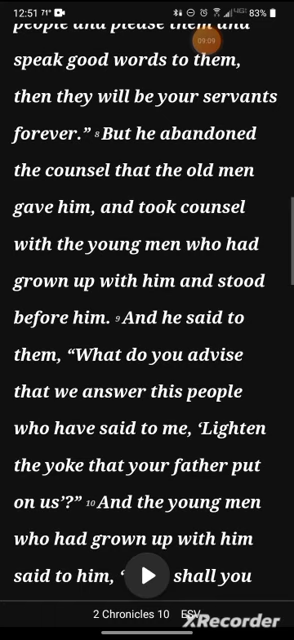 12:51 71° 83%
09:09
people and please them and
speak good words to them,
then they will be your servants
forever.” 8 But he abandoned
the counsel that the old men
gave him, and took counsel
with the young men who had
grown up with him and stood
before him. 9 And he said to
them, “What do you advise
that we answer this people
who have said to me, ‘Lighten
the yoke that your father put
on us’?” 10 And the young men
who had grown up with him
said to him, ‘ shall you
2 Chronicles 10 ESV
XRecorder